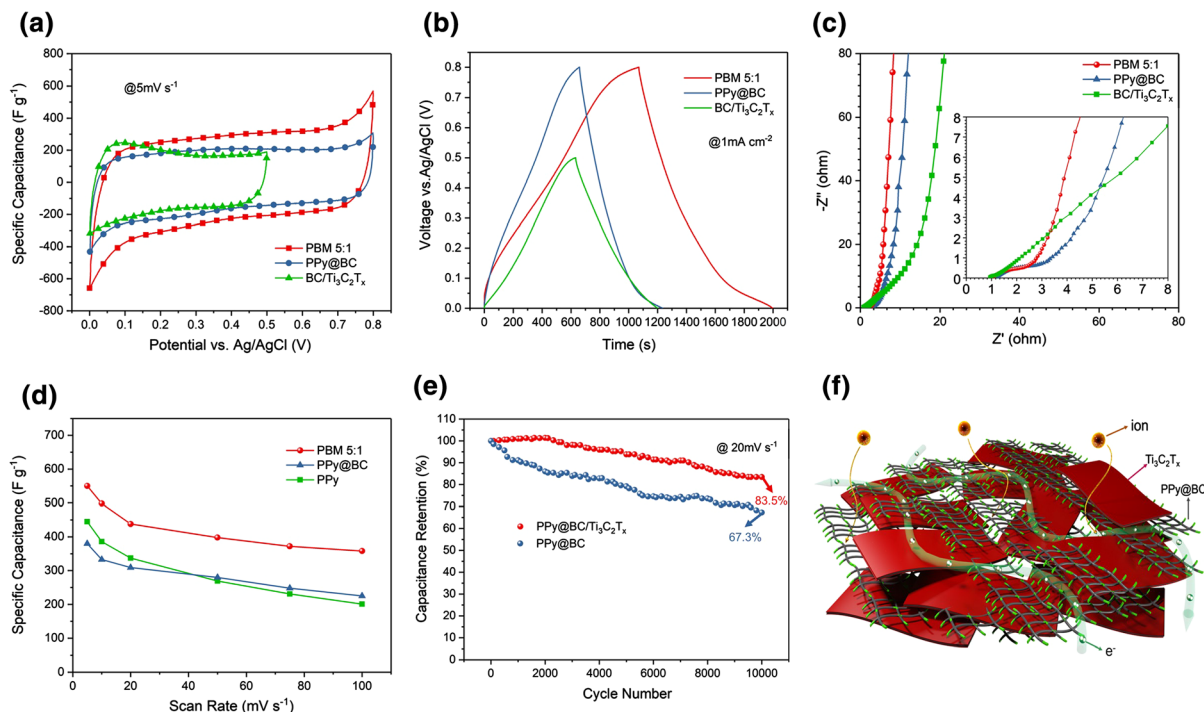 (a)
800
600
400
200
0
-200
-400
-600
-800
Specific Capacitance (F g⁻¹)
@5mV s⁻¹
PBM 5:1
PPy@BC
BC/Ti₃C₂Tₓ
0.0 0.1 0.2 0.3 0.4 0.5 0.6 0.7 0.8
Potential vs. Ag/AgCl (V)
(b)
0.8
0.7
0.6
0.5
0.4
0.3
0.2
0.1
0.0
Voltage vs.Ag/AgCl (V)
PBM 5:1
PPy@BC
BC/Ti₃C₂Tₓ
@1mA cm⁻²
0 200 400 600 800 1000 1200 1400 1600 1800 2000
Time (s)
(c)
80
60
40
20
0
-Z'' (ohm)
PBM 5:1
PPy@BC
BC/Ti₃C₂Tₓ
8
7
6
5
4
3
2
1
0
0 1 2 3 4 5 6 7 8
0 20 40 60 80
Z' (ohm)
(d)
700
600
500
400
300
200
100
0
Specific Capacitance (F g⁻¹)
PBM 5:1
PPy@BC
PPy
0 20 40 60 80 100
Scan Rate (mV s⁻¹)
(e)
110
100
90
80
70
60
50
40
30
20
10
0
Capacitance Retention (%)
@ 20mV s⁻¹
83.5%
67.3%
PPy@BC/Ti₃C₂Tₓ
PPy@BC
0 2000 4000 6000 8000 10000
Cycle Number
(f)
ion
Ti₃C₂Tₓ
PPy@BC
e⁻